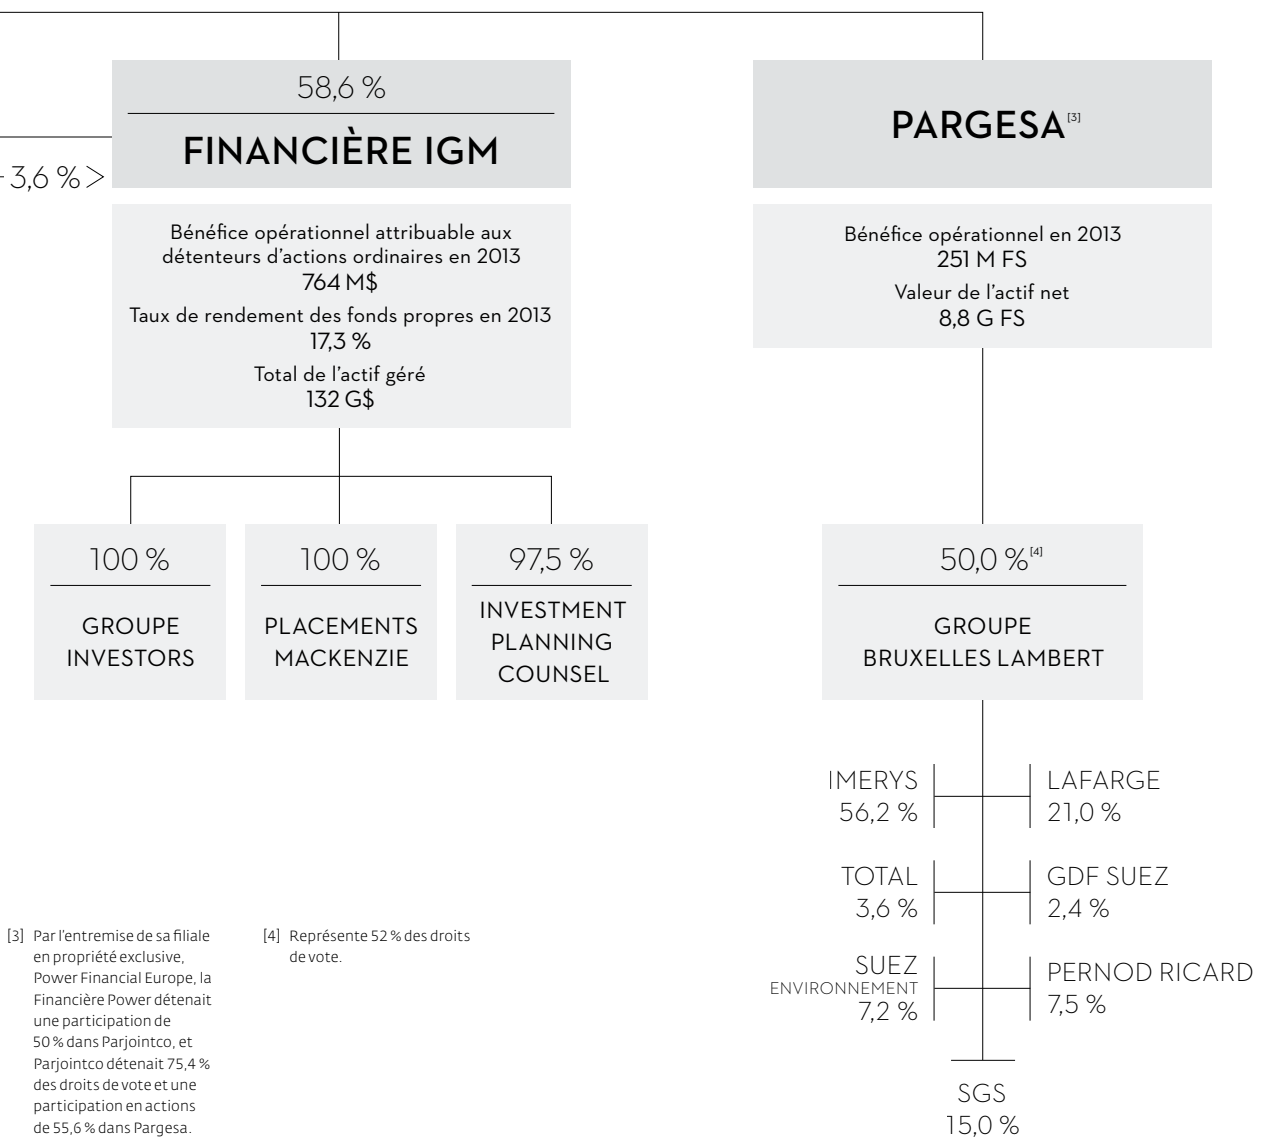 58,6 %
FINANCIÈRE IGM
3,6 % >
Bénéfice opérationnel attribuable aux
détenteurs d’actions ordinaires en 2013
764 M$
Taux de rendement des fonds propres en 2013
17,3 %
Total de l’actif géré
132 G$
100 %
GROUPE
INVESTORS
100 %
PLACEMENTS
MACKENZIE
97,5 %
INVESTMENT
PLANNING
COUNSEL
PARGESA[3]
Bénéfice opérationnel en 2013
251 M FS
Valeur de l’actif net
8,8 G FS
50,0 %[4]
GROUPE
BRUXELLES LAMBERT
IMERYS
56,2 %
LAFARGE
21,0 %
TOTAL
3,6 %
GDF SUEZ
2,4 %
SUEZ
ENVIRONNEMENT
7,2 %
PERNOD RICARD
7,5 %
SGS
15,0 %
[3] Par l’entremise de sa filiale
en propriété exclusive,
Power Financial Europe, la
Financière Power détenait
une participation de
50 % dans Parjointco, et
Parjointco détenait 75,4 %
des droits de vote et une
participation en actions
de 55,6 % dans Pargesa.
[4] Représente 52 % des droits
de vote.